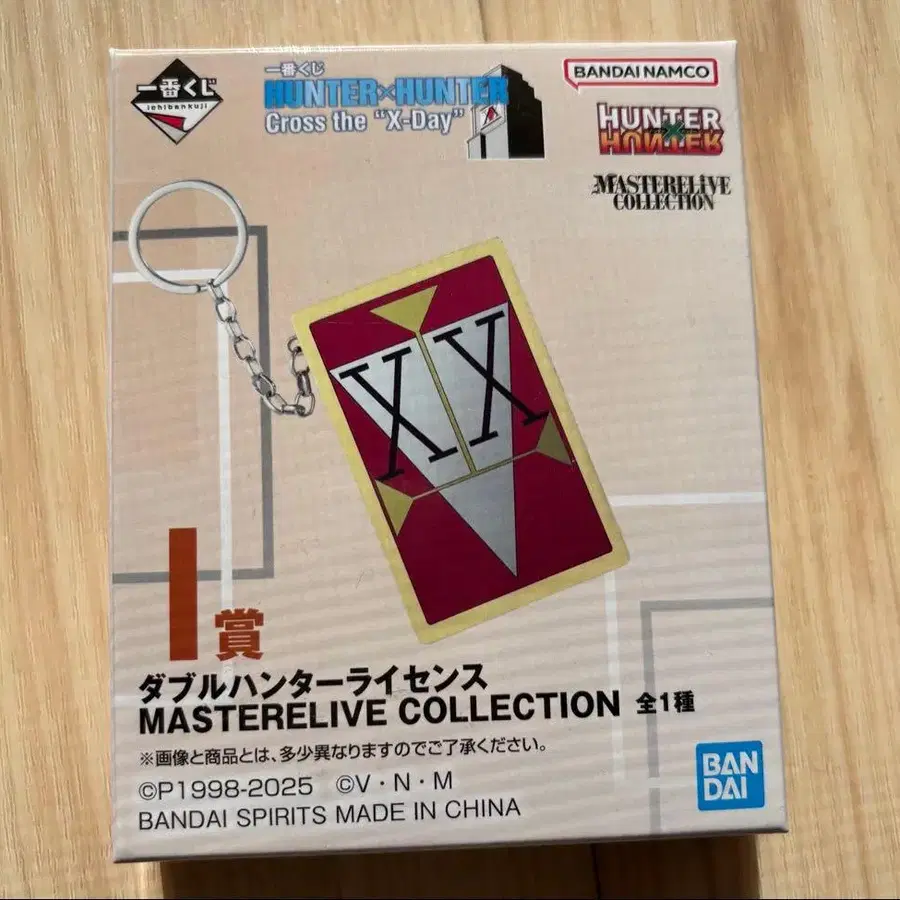 一番くじ
ichibankuji
一番くじ
HUNTER×HUNTER
Cross the "X-Day"
BANDAI NAMCO
HUNTER×HUNTER
MASTERELIVE
COLLECTION
XX
I賞
ダブルハンターライセンス
MASTERELIVE COLLECTION 全1種
※画像と商品とは、多少異なりますのでご了承ください。
©P1998-2025 ©V・N・M
BANDAI SPIRITS MADE IN CHINA
BAN
DAI